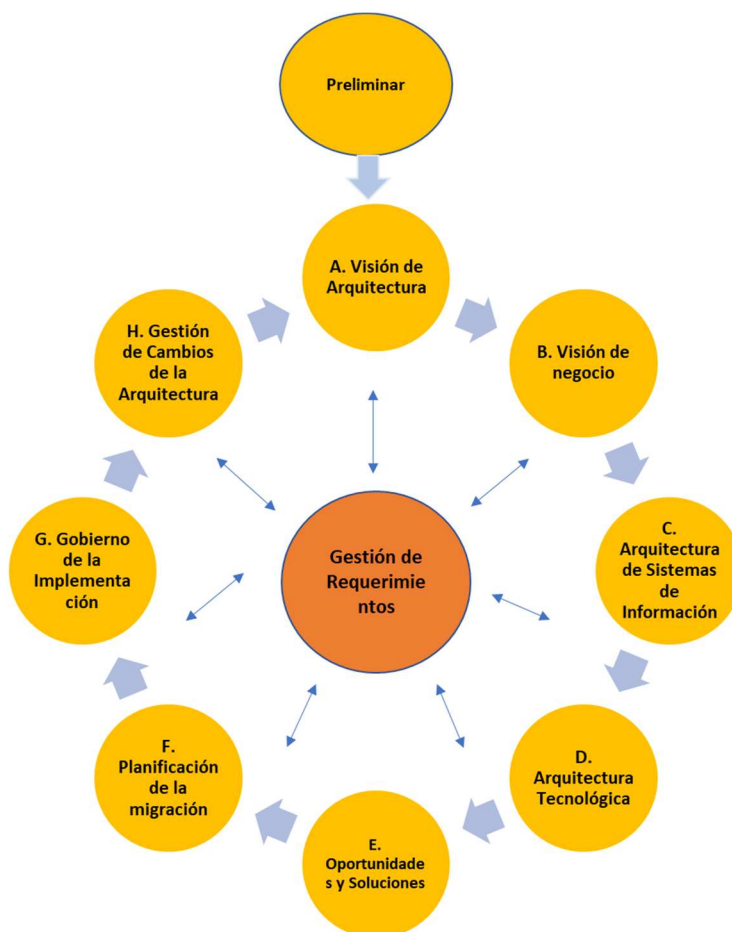 Preliminar
A. Visión de
Arquitectura
B. Visión de
negocio
C.
Arquitectura
de Sistemas
de
Información
D.
Arquitectura
Tecnológica
E.
Oportunidade
s y Soluciones
F.
Planificación
de la
migración
G. Gobierno
de la
Implementa
ción
H. Gestión
de Cambios
de la
Arquitectura
Gestión de
Requerimie
ntos